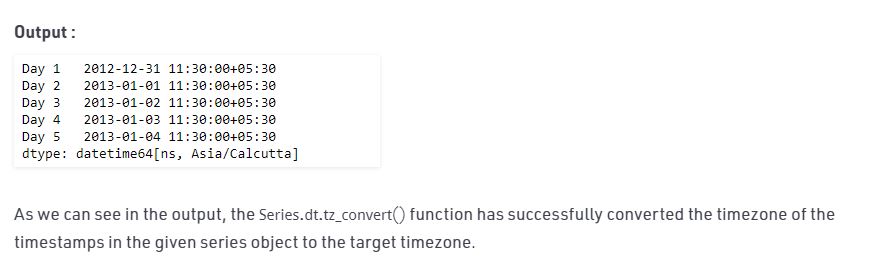 Output :
Day 1   2012-12-31 11:30:00+05:30
Day 2   2013-01-01 11:30:00+05:30
Day 3   2013-01-02 11:30:00+05:30
Day 4   2013-01-03 11:30:00+05:30
Day 5   2013-01-04 11:30:00+05:30
dtype: datetime64[ns, Asia/Calcutta]
As we can see in the output, the Series.dt.tz_convert() function has successfully converted the timezone of the
timestamps in the given series object to the target timezone.